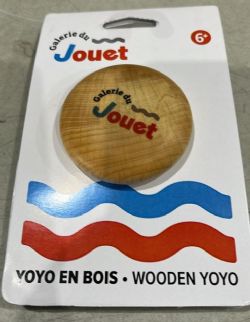 Galerie du
Jouet
6+
Galerie du
Jouet
YOYO EN BOIS • WOODEN YOYO